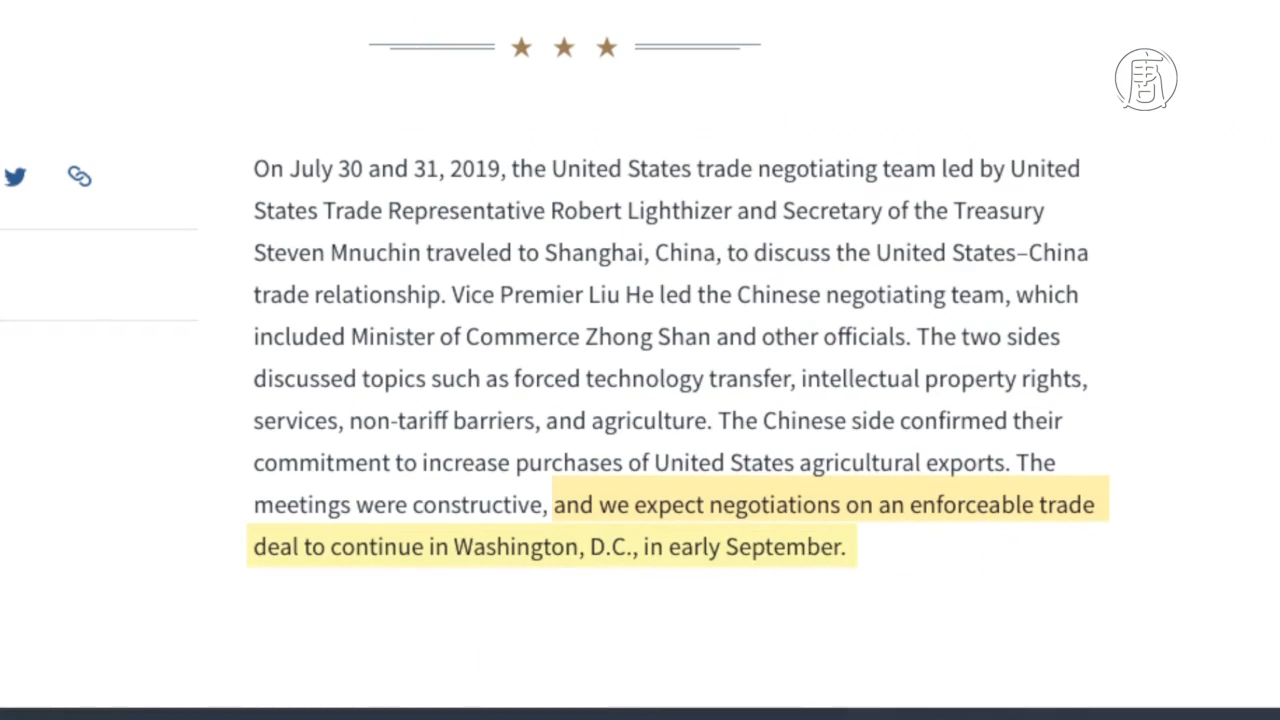 唐
On July 30 and 31, 2019, the United States trade negotiating team led by United
States Trade Representative Robert Lighthizer and Secretary of the Treasury
Steven Mnuchin traveled to Shanghai, China, to discuss the United States–China
trade relationship. Vice Premier Liu He led the Chinese negotiating team, which
included Minister of Commerce Zhong Shan and other officials. The two sides
discussed topics such as forced technology transfer, intellectual property rights,
services, non-tariff barriers, and agriculture. The Chinese side confirmed their
commitment to increase purchases of United States agricultural exports. The
meetings were constructive, and we expect negotiations on an enforceable trade
deal to continue in Washington, D.C., in early September.